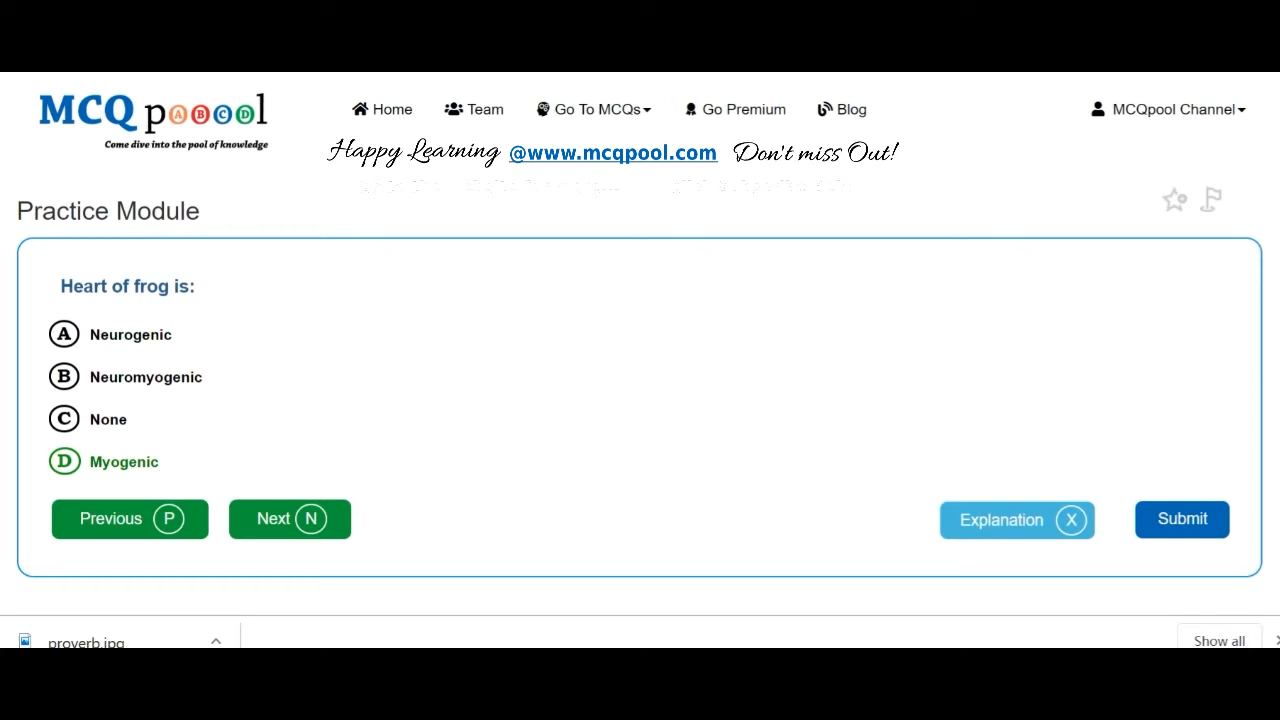 MCQ pABCDl
Come dive into the pool of knowledge
Home Team Go To MCQs Go Premium Blog MCQpool Channel
Happy Learning @www.mcqpool.com Don't miss Out!
Practice Module
Heart of frog is:
A Neurogenic
B Neuromyogenic
C None
D Myogenic
Previous P Next N Explanation X Submit
proverb.jpg Show all